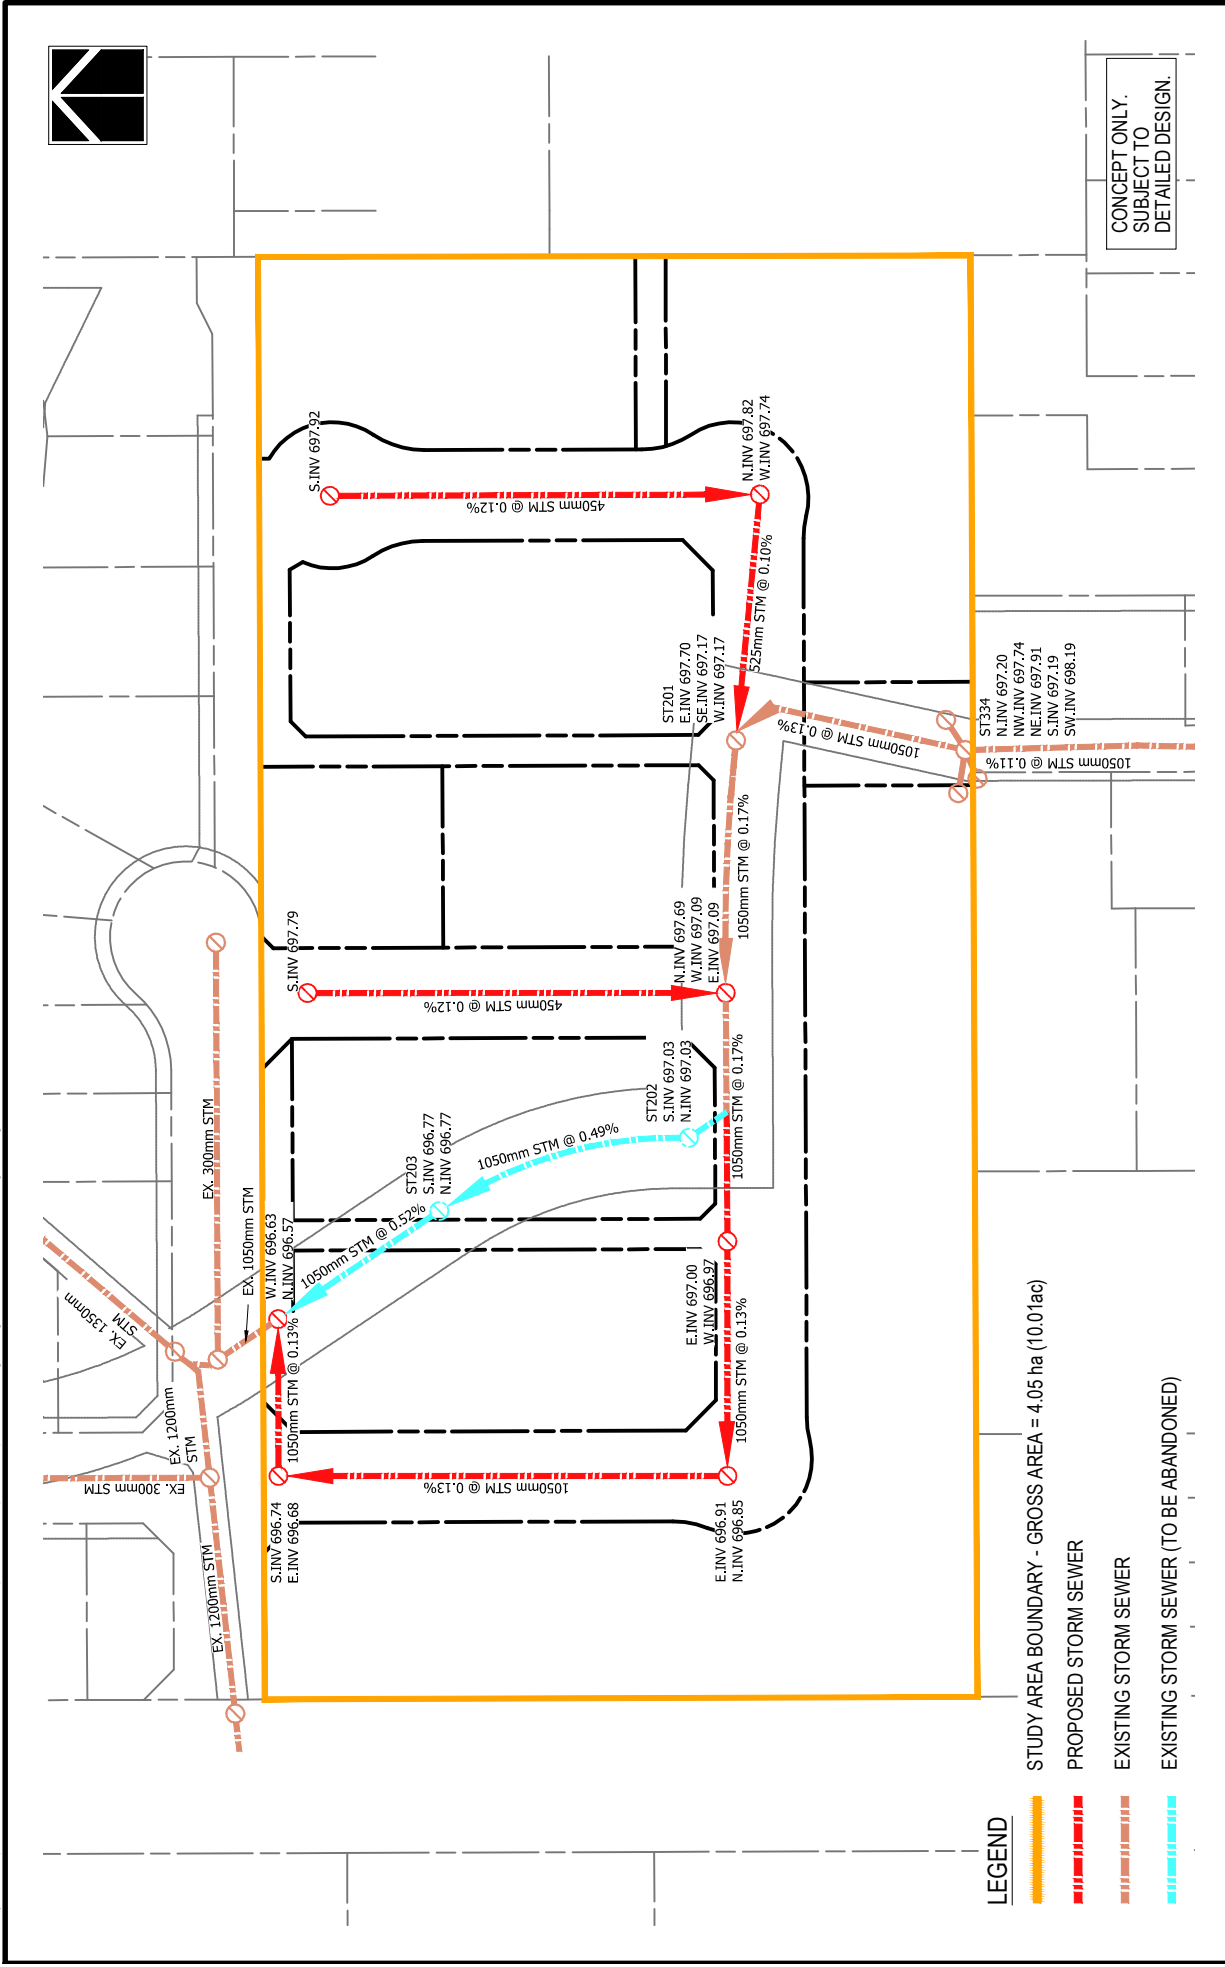 CONCEPT ONLY.
SUBJECT TO
DETAILED DESIGN.
EX. 1350mm
STM
EX. 300mm STM
EX. 1050mm STM
EX. 1200mm
STM
EX. 300mm STM
EX. 1200mm STM
S.INV 697.92
450mm STM @ 0.12%
N.INV 697.82
W.INV 697.74
525mm STM @ 0.10%
ST201
E.INV 697.70
SE.INV 697.17
W.INV 697.17
1050mm STM @ 0.13%
ST334
N.INV 697.20
NW.INV 697.74
NE.INV 697.91
S.INV 697.19
SW.INV 698.19
1050mm STM @ 0.11%
1050mm STM @ 0.17%
S.INV 697.79
450mm STM @ 0.12%
N.INV 697.69
W.INV 697.09
E.INV 697.09
1050mm STM @ 0.17%
ST202
S.INV 697.03
N.INV 697.03
1050mm STM @ 0.49%
ST203
S.INV 696.77
N.INV 696.77
1050mm STM @ 0.52%
W.INV 696.63
N.INV 696.57
1050mm STM @ 0.13%
E.INV 697.00
W.INV 696.97
1050mm STM @ 0.13%
1050mm STM @ 0.13%
S.INV 696.74
E.INV 696.68
E.INV 696.91
N.INV 696.85
LEGEND
STUDY AREA BOUNDARY - GROSS AREA = 4.05 ha (10.01ac)
PROPOSED STORM SEWER
EXISTING STORM SEWER
EXISTING STORM SEWER (TO BE ABANDONED)